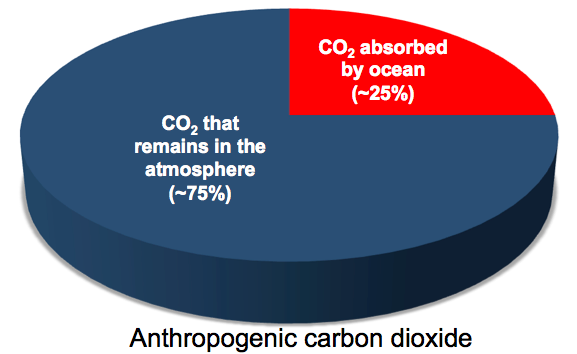 CO₂ absorbed
by ocean
(~25%)
CO₂ that
remains in the
atmosphere
(~75%)
Anthropogenic carbon dioxide